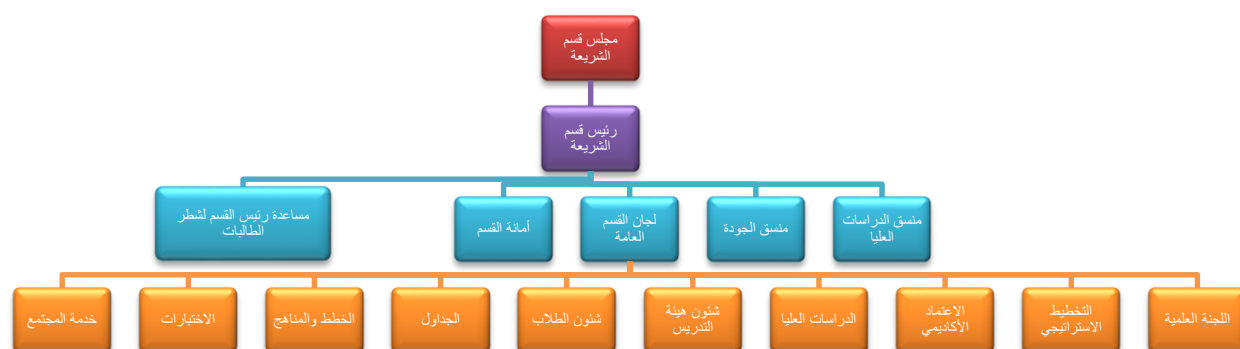 مجلس قسم
الشريعة
رئيس قسم
الشريعة
منسق الدراسات
العليا
منسق الجودة
لجان القسم
العامة
أمانة القسم
مساعدة رئيس القسم لشطر
الطالبات
اللجنة العلمية
التخطيط
الاستراتيجي
الاعتماد
الأكاديمي
الدراسات العليا
شئون هيئة
التدريس
شئون الطلاب
الجداول
الخطط والمناهج
الاختبارات
خدمة المجتمع